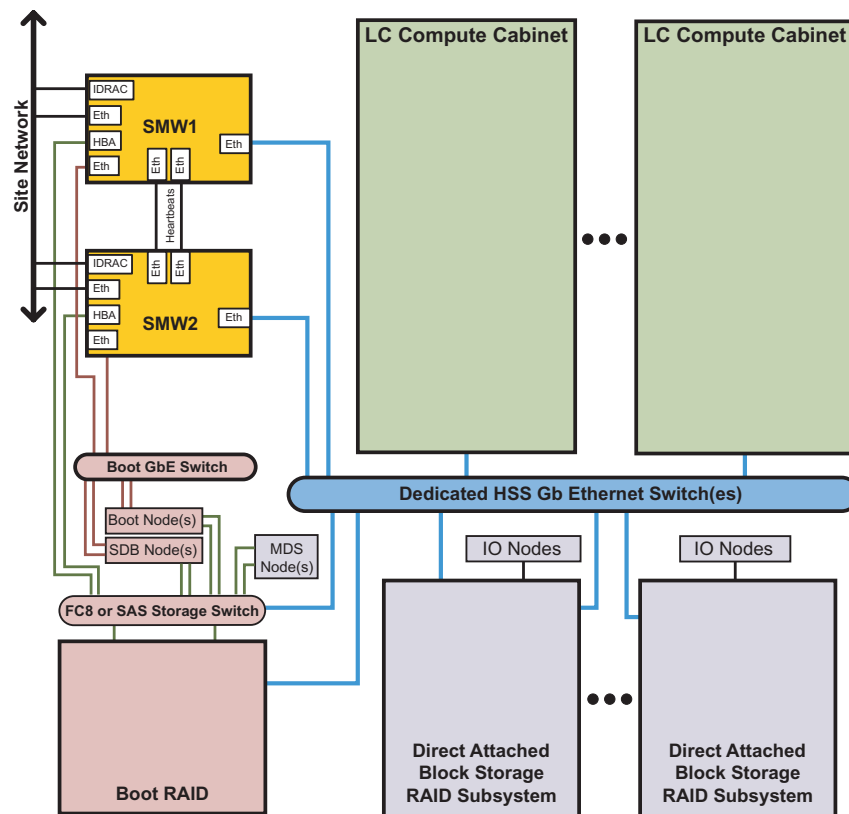 LC Compute Cabinet
LC Compute Cabinet
Site Network
IDRAC
Eth
HBA
Eth
SMW1
Eth
Eth
Eth
Heartbeats
IDRAC
Eth
HBA
Eth
SMW2
Eth
Eth
Eth
Boot GbE Switch
Dedicated HSS Gb Ethernet Switch(es)
Boot Node(s)
SDB Node(s)
MDS
Node(s)
IO Nodes
IO Nodes
FC8 or SAS Storage Switch
Boot RAID
Direct Attached
Block Storage
RAID Subsystem
Direct Attached
Block Storage
RAID Subsystem